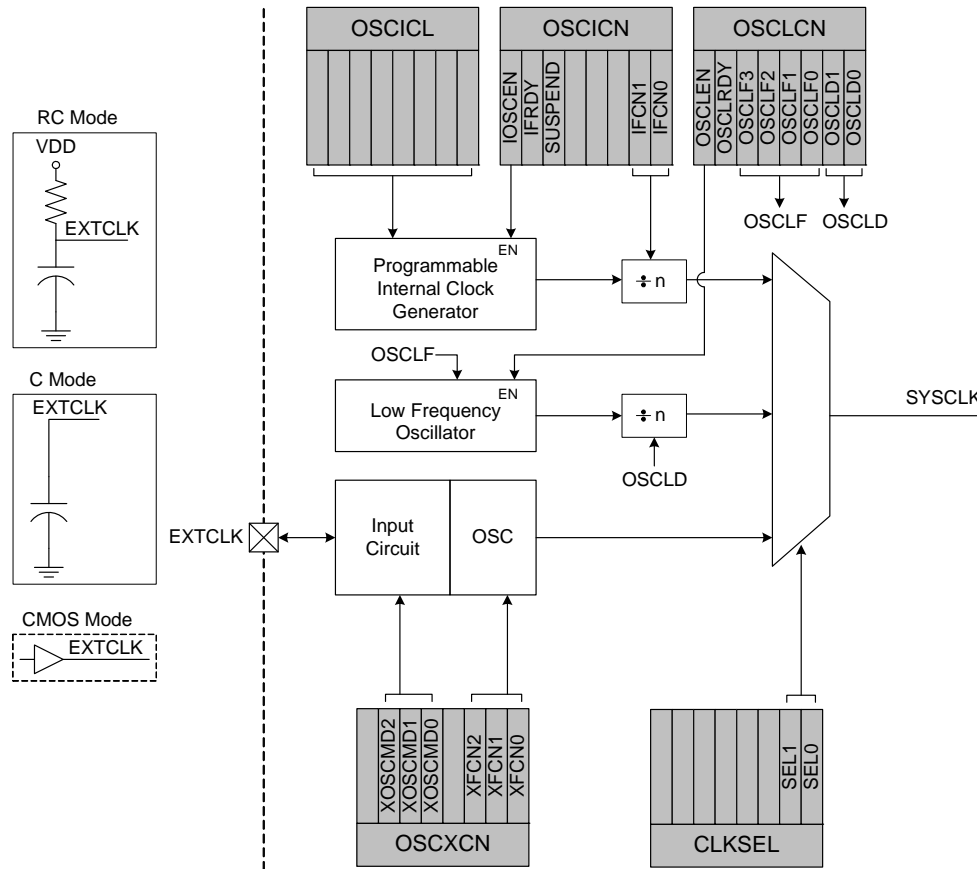 OSCICL
OSCICN
OSCLCN
IOSCEN
IFRDY
SUSPEND
IFCN1
IFCN0
OSCLEN
OSCLRDY
OSCLF3
OSCLF2
OSCLF1
OSCLF0
OSCLD1
OSCLD0
RC Mode
VDD
EXTCLK
OSCLF
OSCLD
EN
Programmable
Internal Clock
Generator
÷ n
C Mode
EXTCLK
OSCLF
EN
Low Frequency
Oscillator
÷ n
OSCLD
SYSCLK
EXTCLK
Input
Circuit
OSC
CMOS Mode
EXTCLK
XOSCMD2
XOSCMD1
XOSCMD0
XFCN2
XFCN1
XFCN0
OSCXCN
SEL1
SEL0
CLKSEL